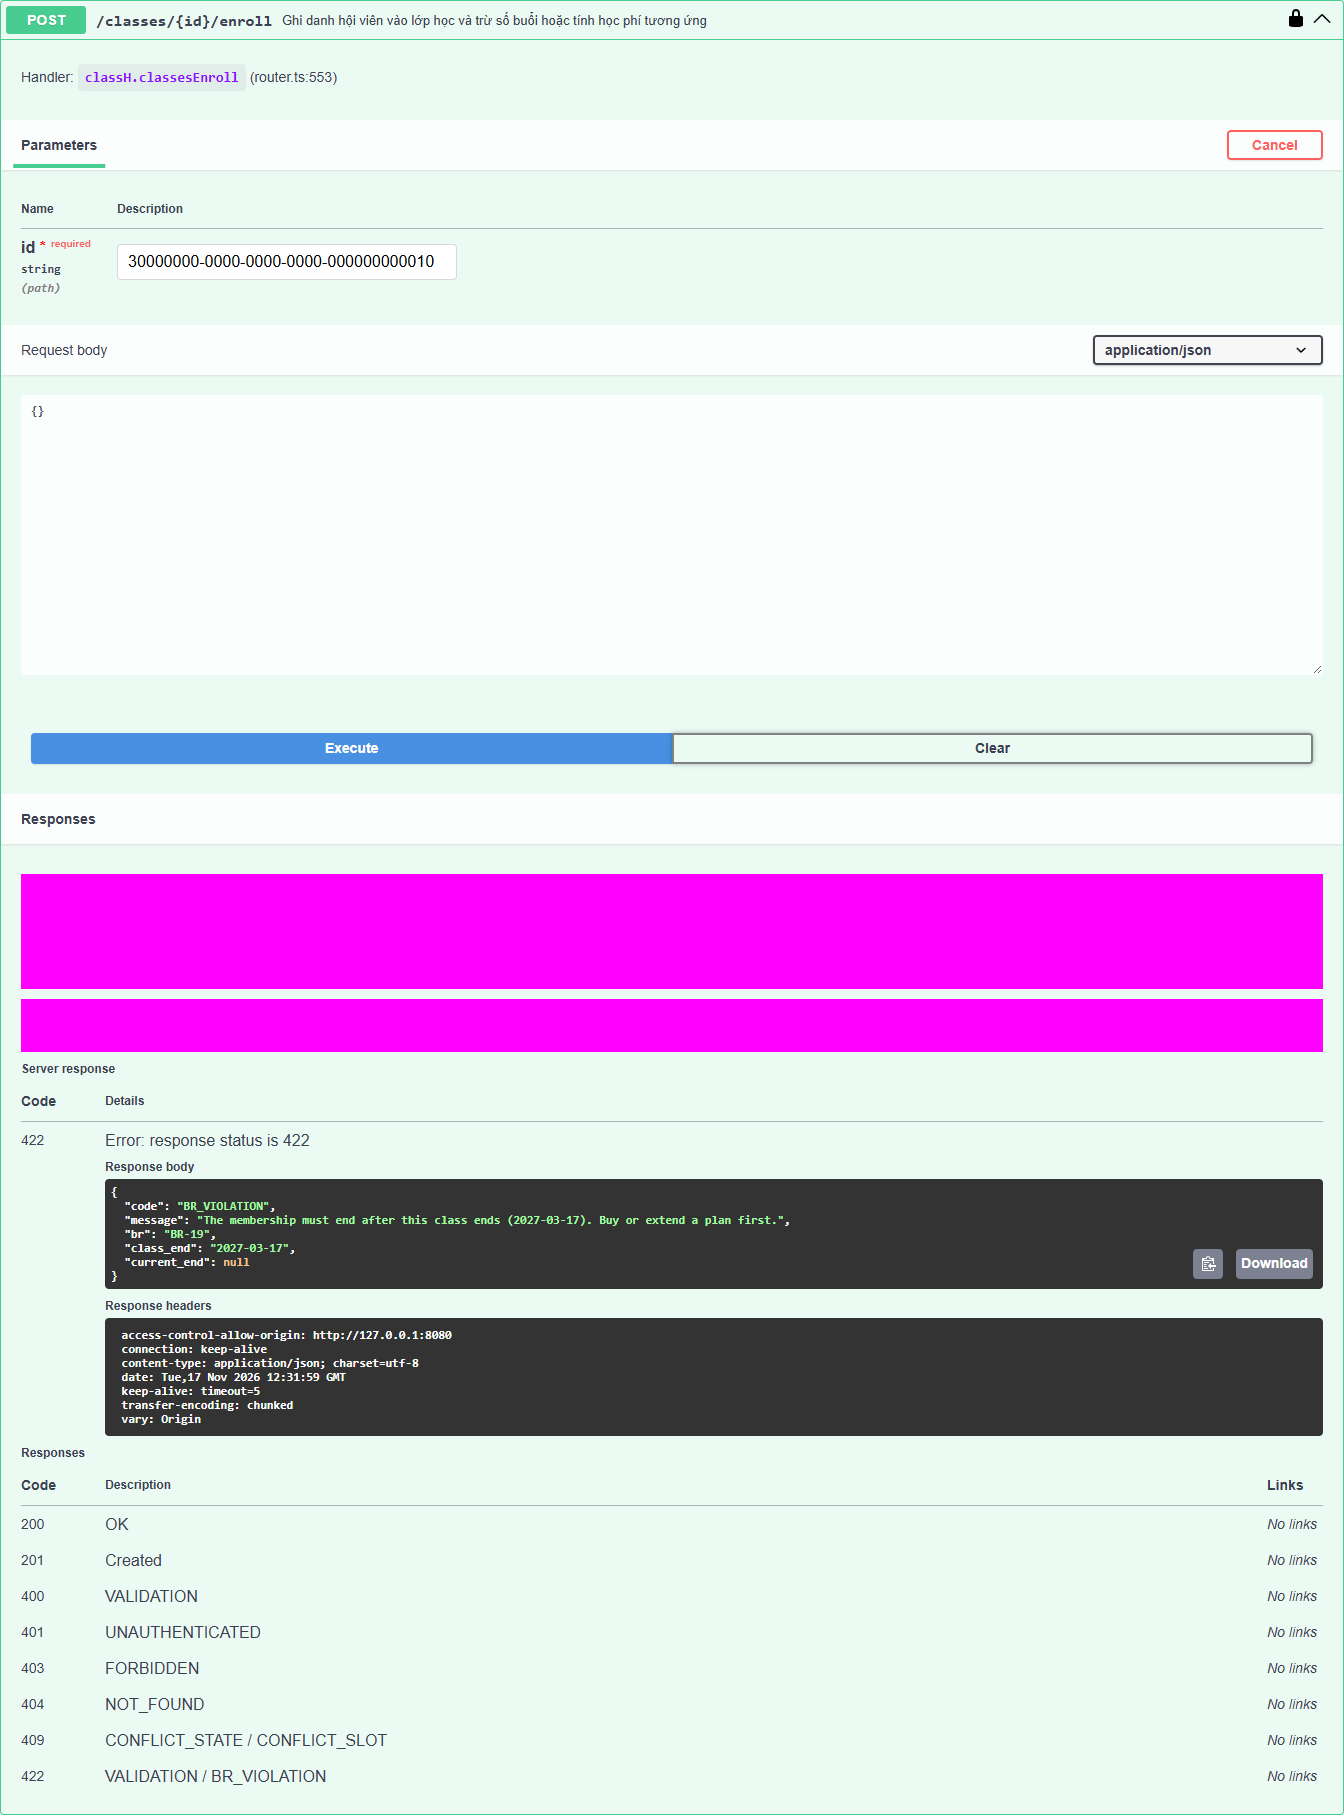 POST /classes/{id}/enroll Ghi danh hội viên vào lớp học và trừ số buổi hoặc tính học phí tương ứng
Handler: classH.classesEnroll (router.ts:553)
Parameters
Cancel
Name Description
id * required
string
(path)
30000000-0000-0000-0000-000000000010
Request body
application/json
{}
Execute
Clear
Responses
Server response
Code Details
422 Error: response status is 422
Response body
{
"code": "BR_VIOLATION",
"message": "The membership must end after this class ends (2027-03-17). Buy or extend a plan first.",
"br": "BR-19",
"class_end": "2027-03-17",
"current_end": null
}
Download
Response headers
access-control-allow-origin: http://127.0.0.1:8080
connection: keep-alive
content-type: application/json; charset=utf-8
date: Tue,17 Nov 2026 12:31:59 GMT
keep-alive: timeout=5
transfer-encoding: chunked
vary: Origin
Responses
Code Description Links
200 OK No links
201 Created No links
400 VALIDATION No links
401 UNAUTHENTICATED No links
403 FORBIDDEN No links
404 NOT_FOUND No links
409 CONFLICT_STATE / CONFLICT_SLOT No links
422 VALIDATION / BR_VIOLATION No links